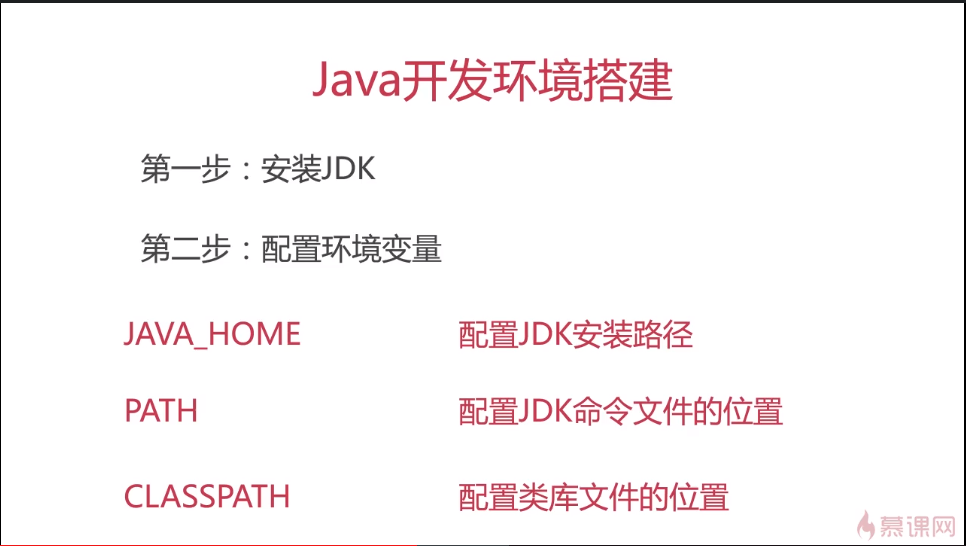 Java开发环境搭建
第一步：安装JDK
第二步：配置环境变量
JAVA_HOME 配置JDK安装路径
PATH 配置JDK命令文件的位置
CLASSPATH 配置类库文件的位置
慕课网